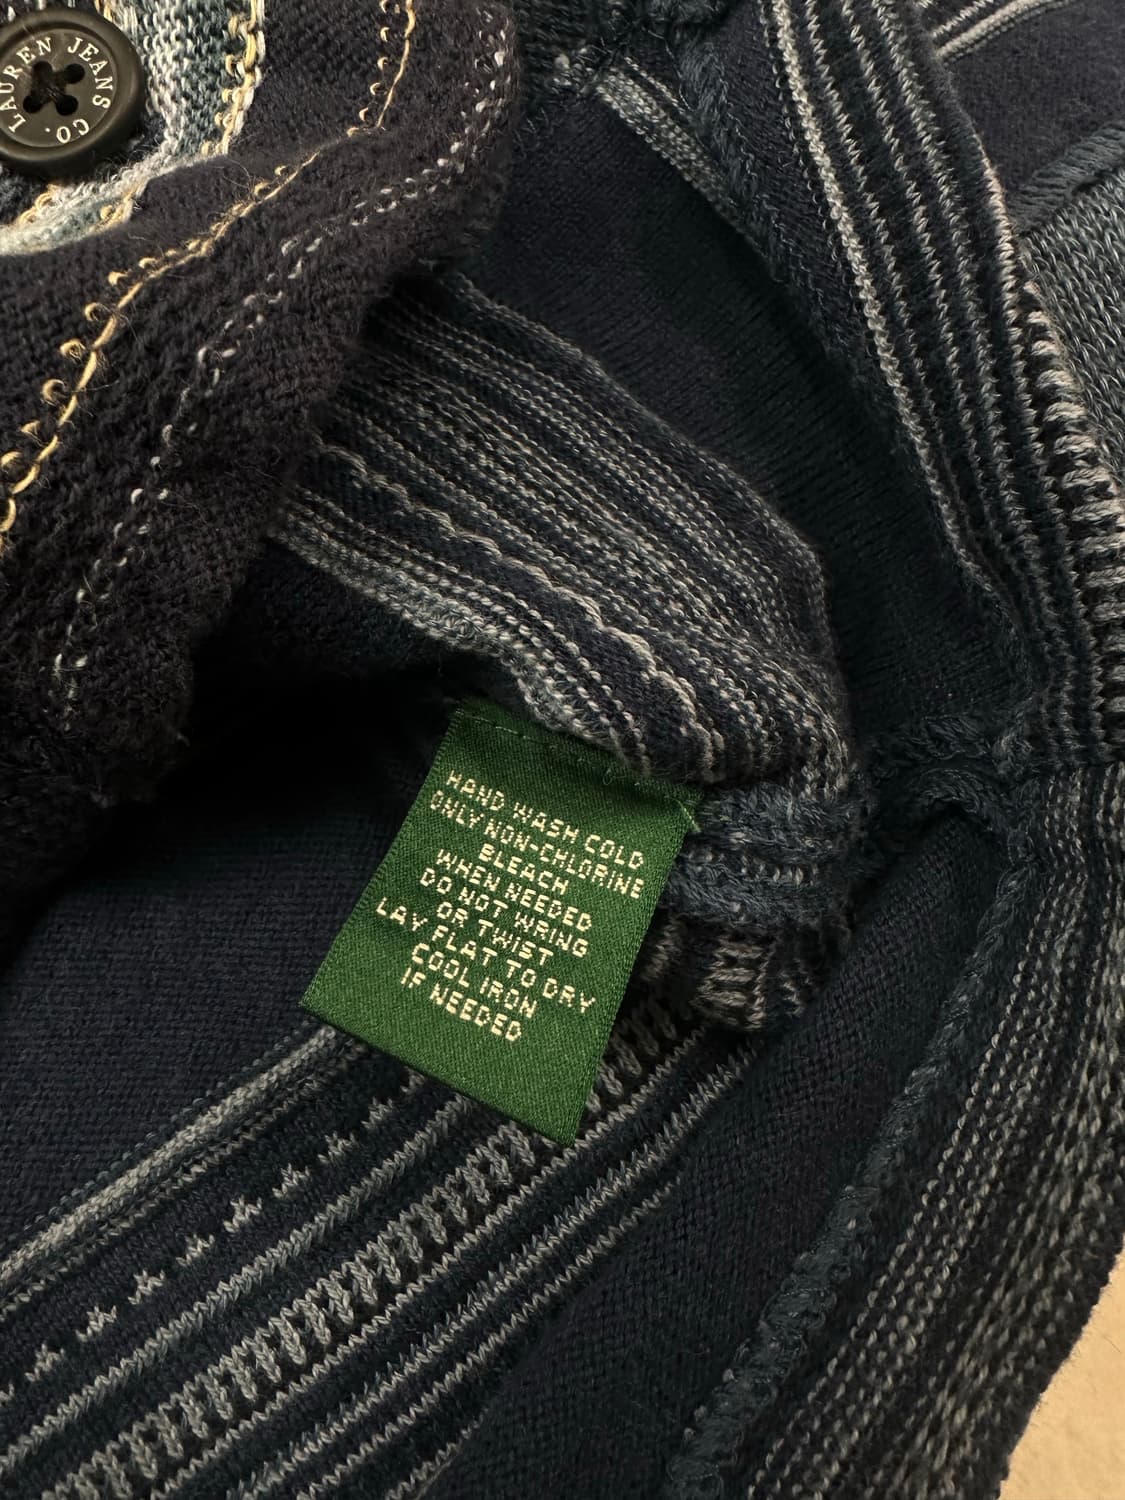 LAUREN JEANS CO.
HAND WASH COLD
ONLY NON-CHLORINE
BLEACH
WHEN NEEDED
DO NOT WRING
OR TWIST
LAY FLAT TO DRY
COOL IRON
IF NEEDED